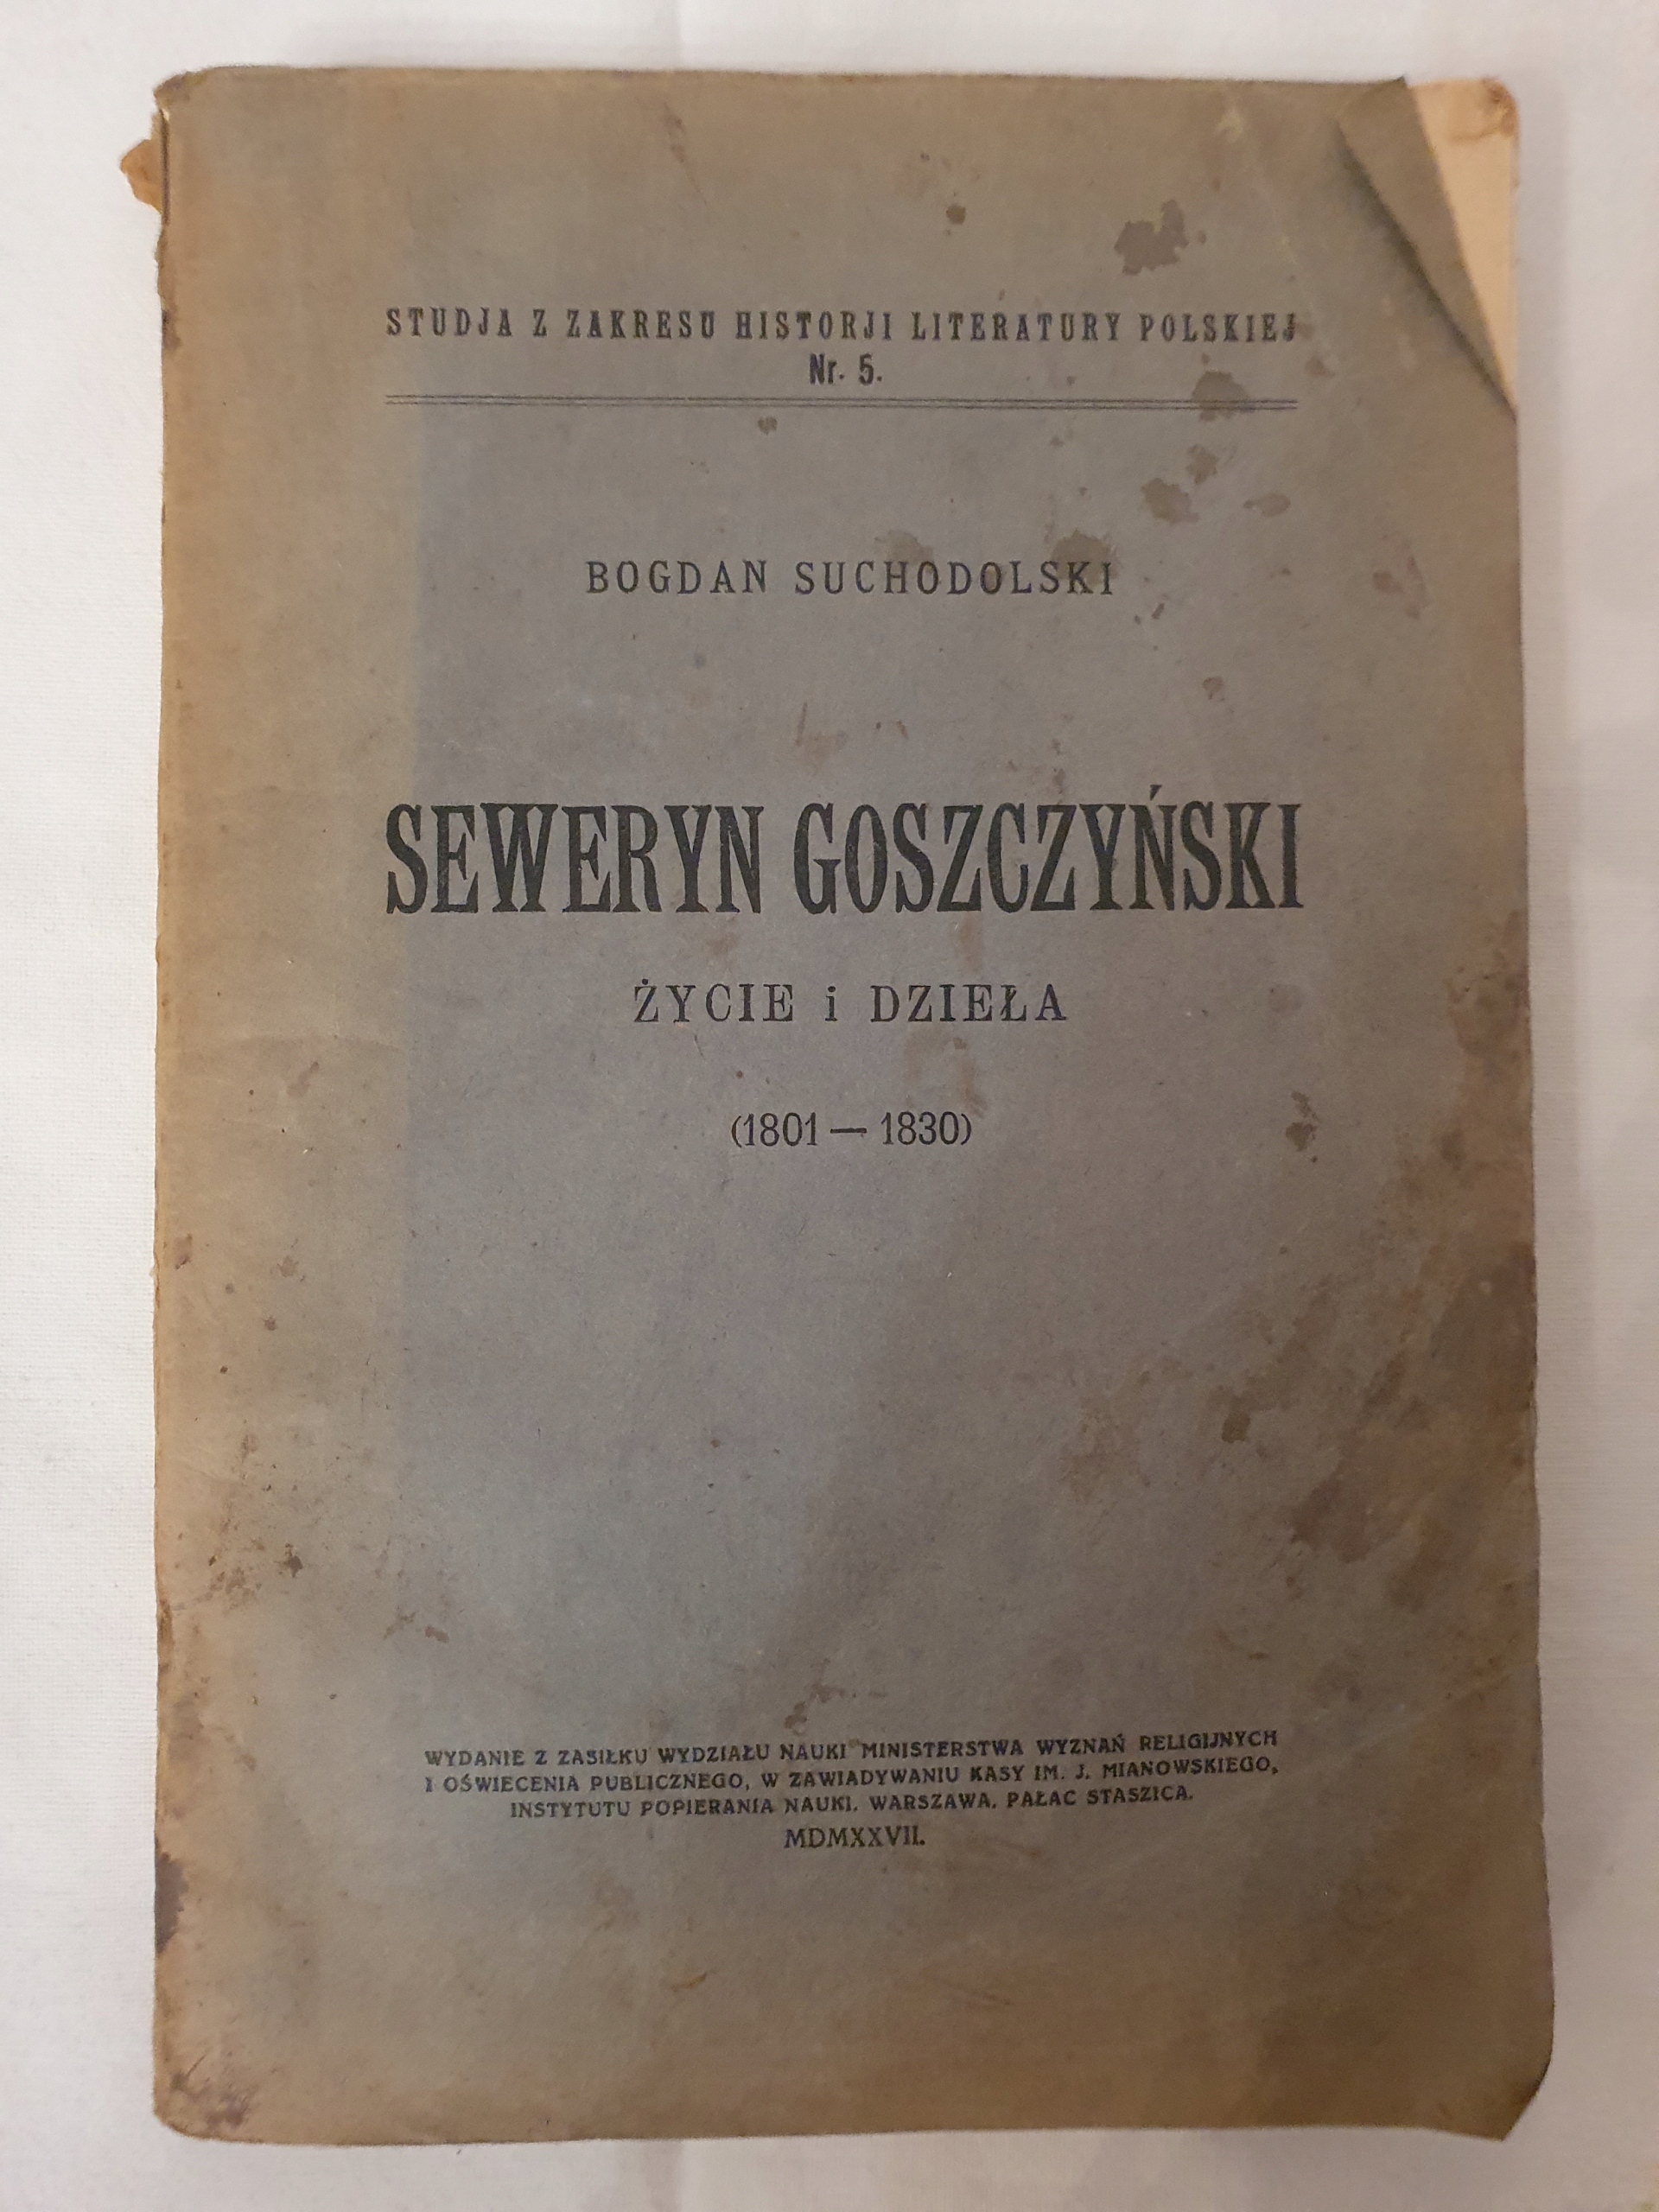 STUDJA Z ZAKRESU HISTORJI LITERATURY POLSKIEJ
Nr. 5.
BOGDAN SUCHODOLSKI
SEWERYN GOSZCZYŃSKI
ŻYCIE i DZIEŁA
(1801 — 1830)
WYDANIE Z ZASIŁKU WYDZIAŁU NAUKI MINISTERSTWA WYZNAŃ RELIGIJNYCH
I OŚWIECENIA PUBLICZNEGO, W ZAWIADYWANIU KASY IM. J. MIANOWSKIEGO,
INSTYTUTU POPIERANIA NAUKI. WARSZAWA. PAŁAC STASZICA.
MDMXXVII.